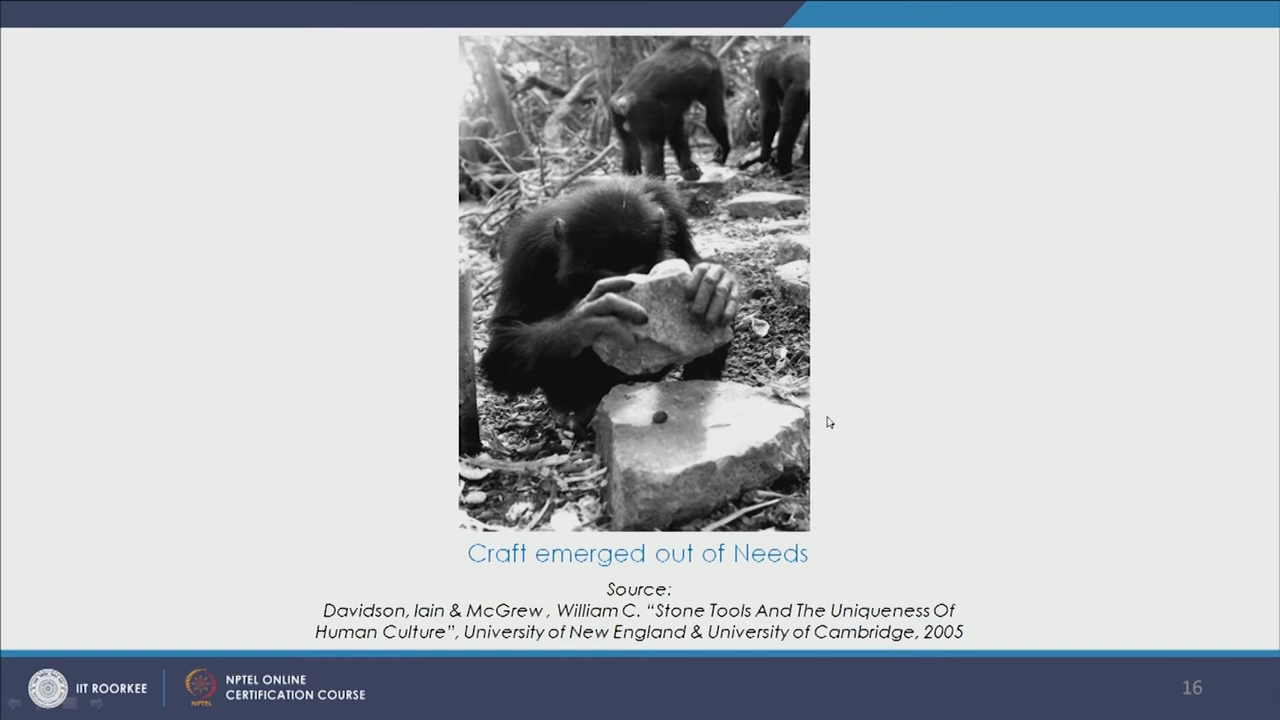 Craft emerged out of Needs
Source:
Davidson, Iain & McGrew , William C. “Stone Tools And The Uniqueness Of
Human Culture”, University of New England & University of Cambridge, 2005
IIT ROORKEE
NPTEL
NPTEL ONLINE
CERTIFICATION COURSE
16